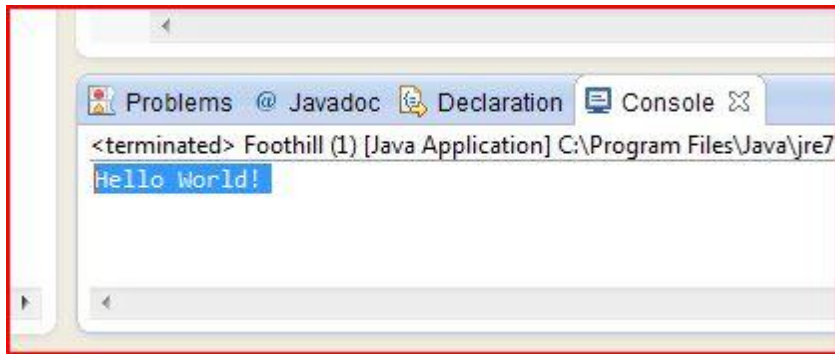 Problems @ Javadoc Declaration Console
<terminated> Foothill (1) [Java Application] C:\Program Files\Java\jre7
Hello World!